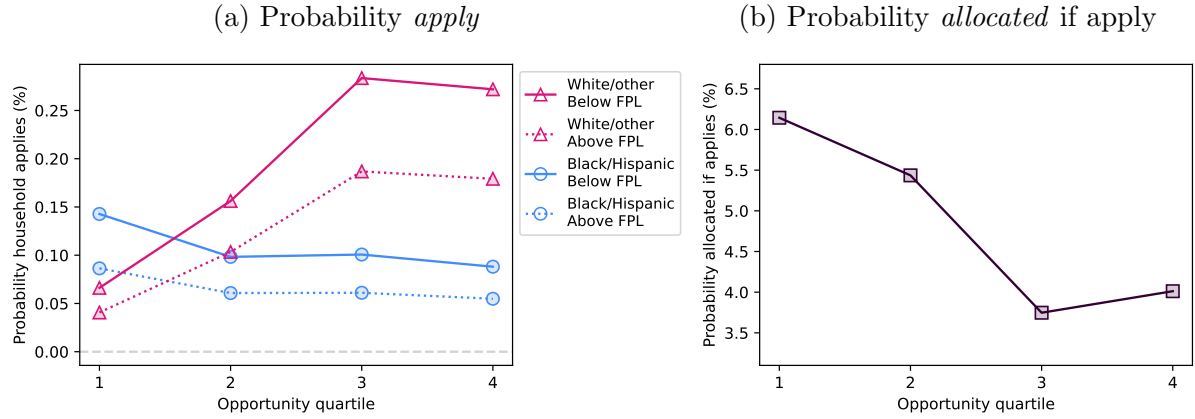 (a) Probability apply
(b) Probability allocated if apply
Probability household applies (%)
0.25
0.20
0.15
0.10
0.05
0.00
1 2 3 4
Opportunity quartile
White/other
Below FPL
White/other
Above FPL
Black/Hispanic
Below FPL
Black/Hispanic
Above FPL
Probability allocated if applies (%)
6.5
6.0
5.5
5.0
4.5
4.0
3.5
1 2 3 4
Opportunity quartile